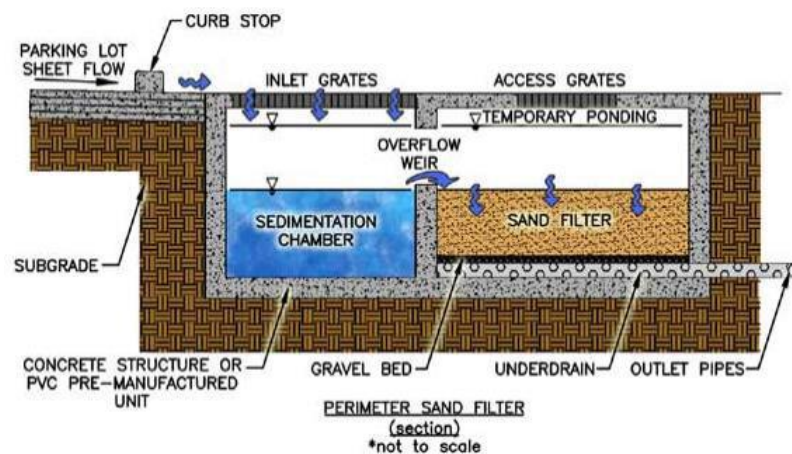 CURB STOP
PARKING LOT
SHEET FLOW
INLET GRATES
ACCESS GRATES
TEMPORARY PONDING
OVERFLOW
WEIR
SEDIMENTATION
CHAMBER
SAND FILTER
SUBGRADE
CONCRETE STRUCTURE OR
PVC PRE-MANUFACTURED
UNIT
GRAVEL BED
UNDERDRAIN
OUTLET PIPES
PERIMETER SAND FILTER
(section)
*not to scale